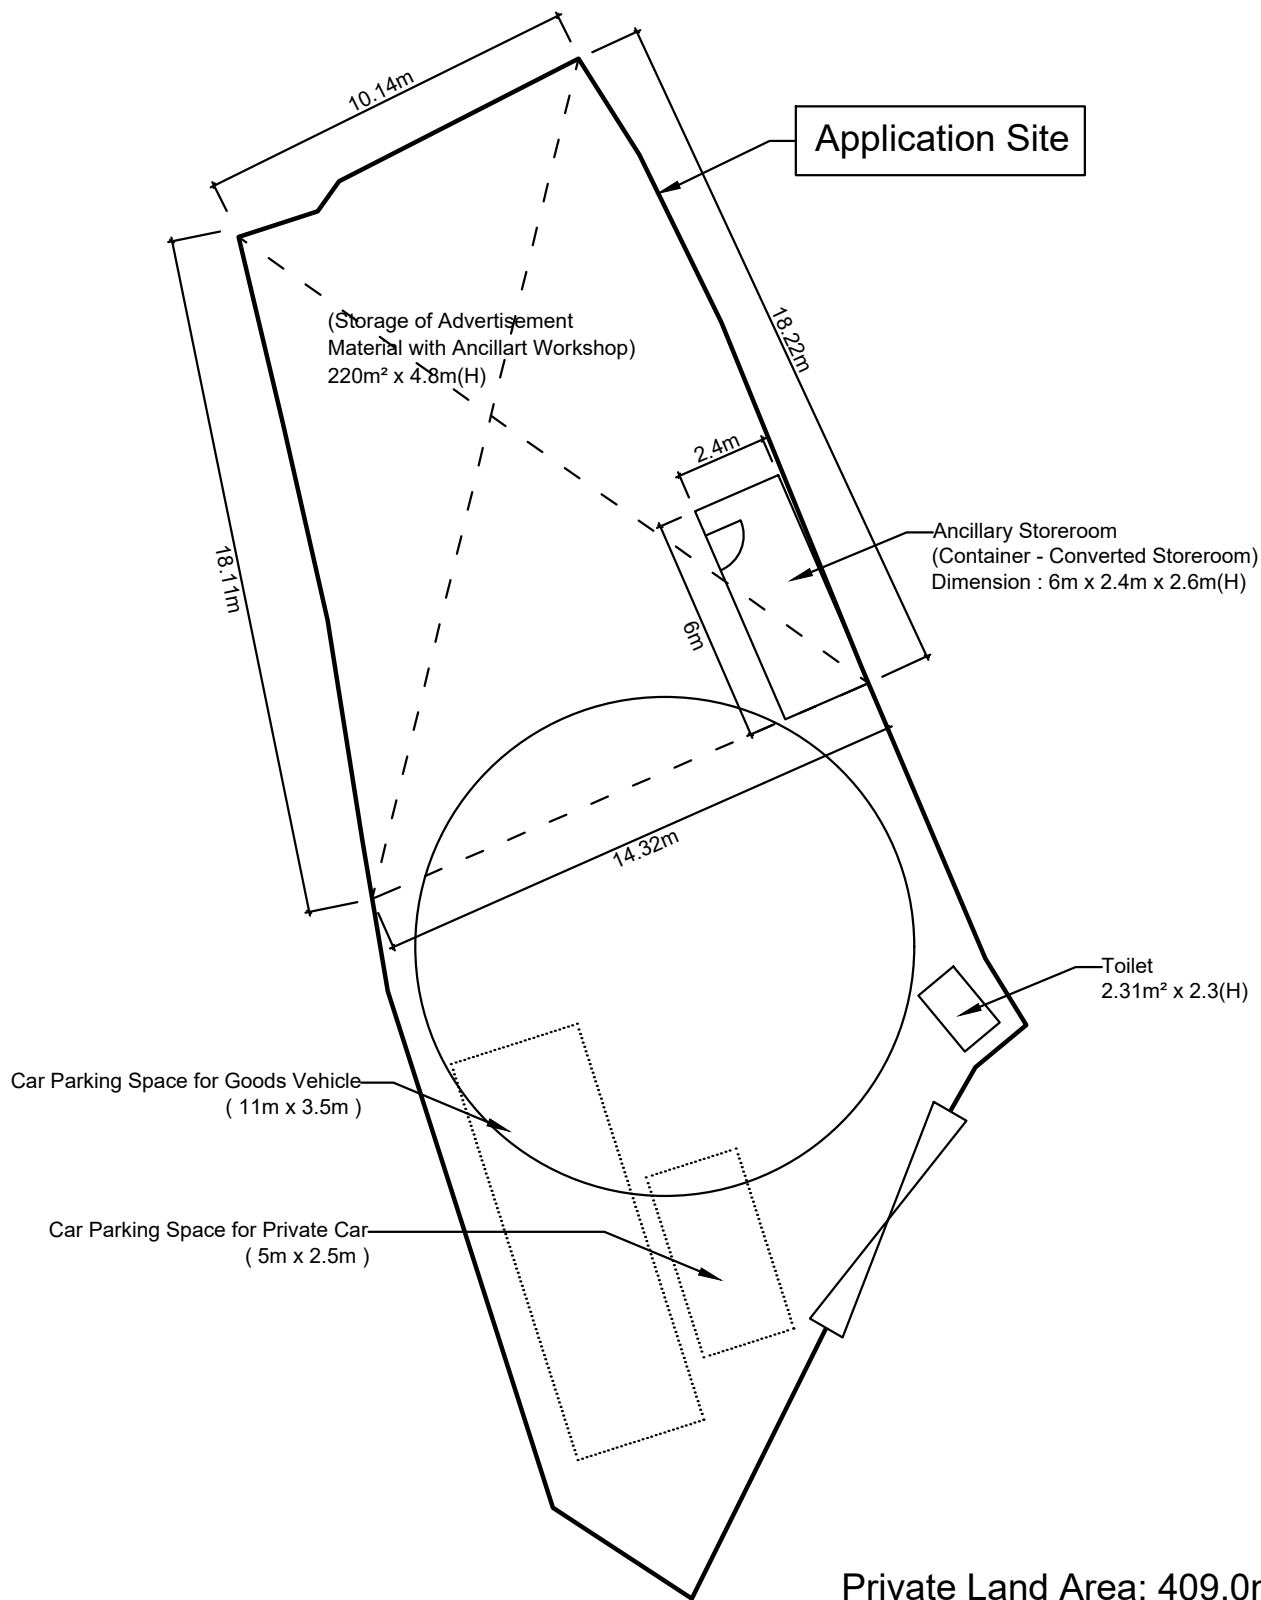 10.14m
Application Site
18.22m
(Storage of Advertisement
Material with Ancillart Workshop)
220m² x 4.8m(H)
2.4m
Ancillary Storeroom
(Container - Converted Storeroom)
Dimension : 6m x 2.4m x 2.6m(H)
18.11m
6m
14.32m
Toilet
2.31m² x 2.3(H)
Car Parking Space for Goods Vehicle
( 11m x 3.5m )
Car Parking Space for Private Car
( 5m x 2.5m )
Private Land Area: 409.0